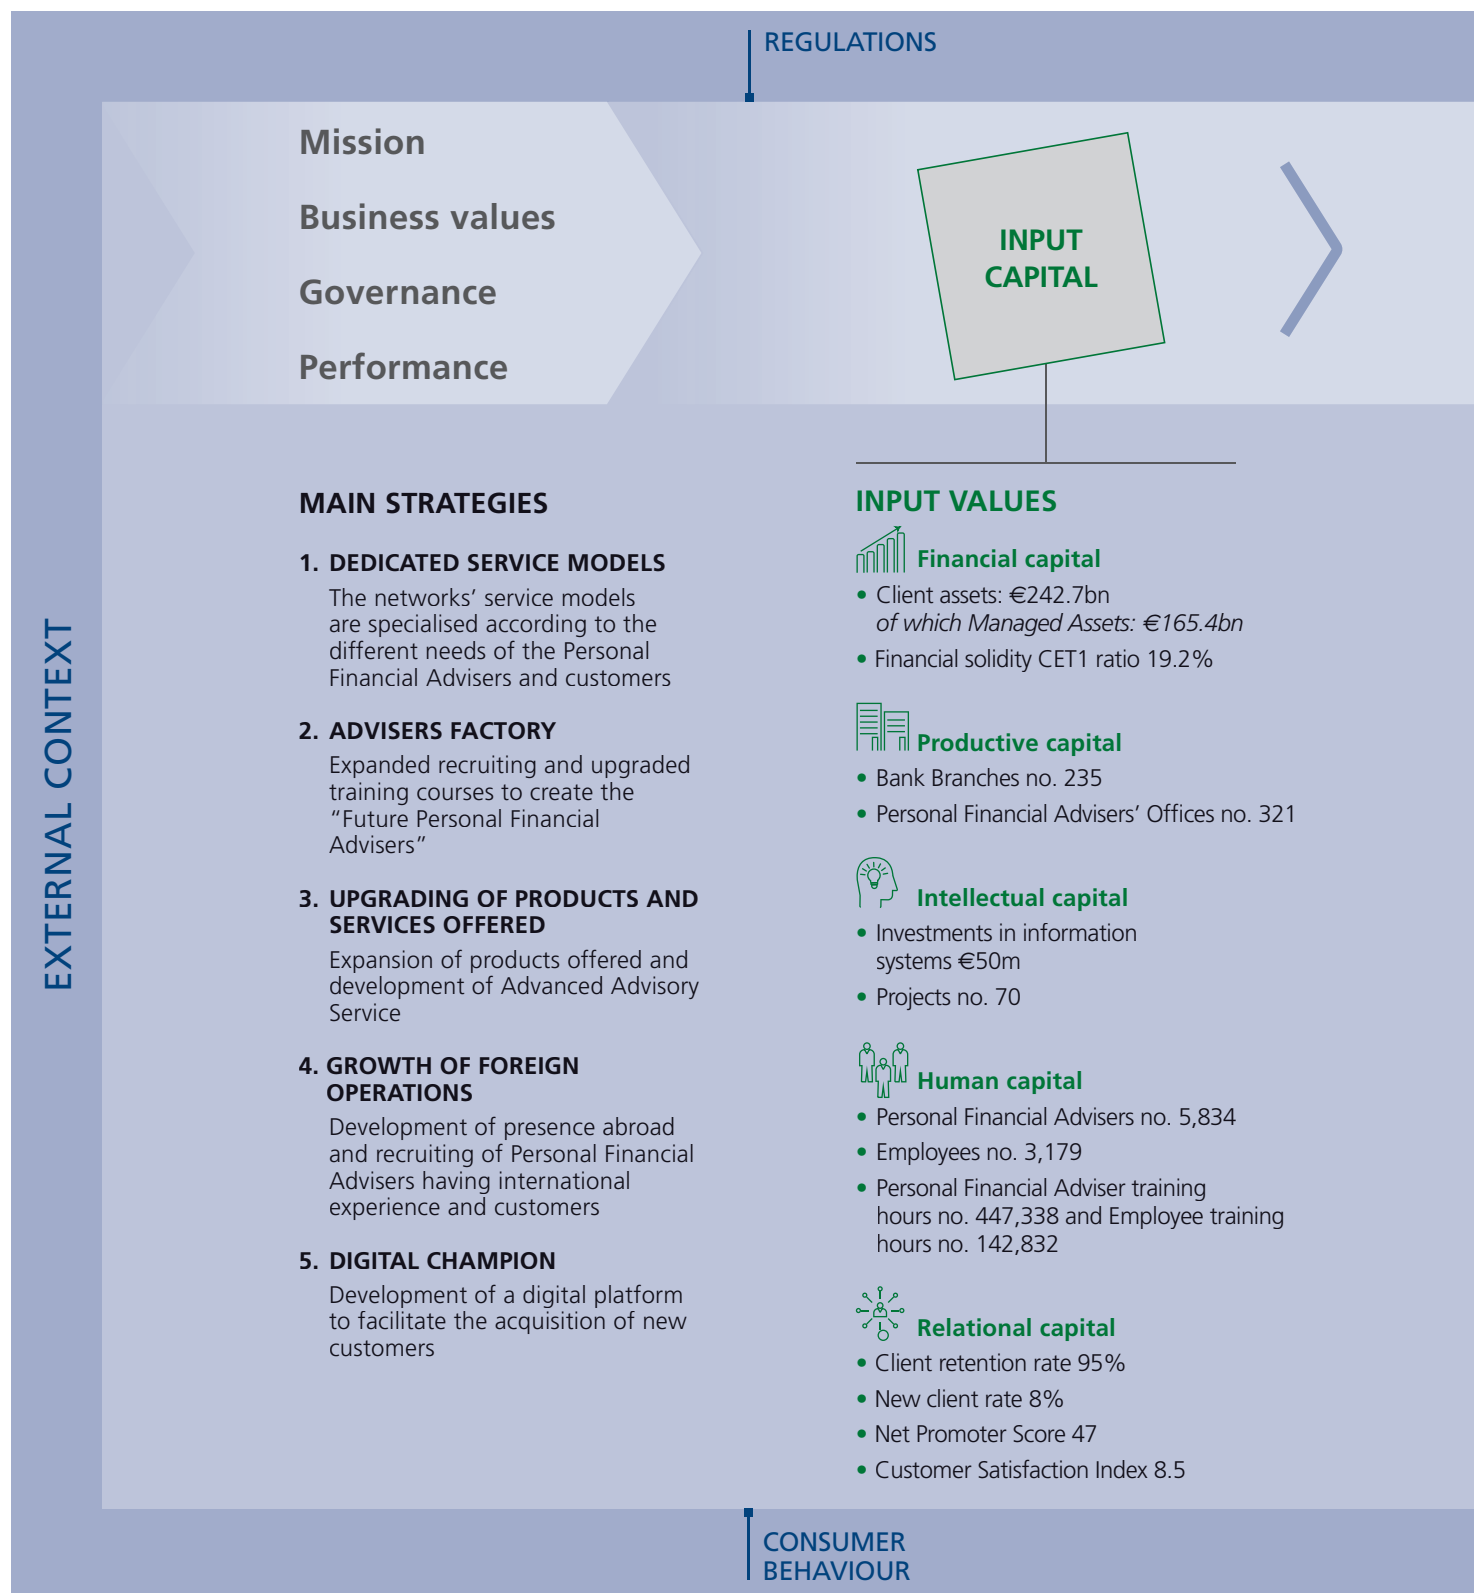 REGULATIONS
Mission
Business values
Governance
Performance
INPUT
CAPITAL
EXTERNAL CONTEXT
MAIN STRATEGIES
1. DEDICATED SERVICE MODELS
The networks’ service models
are specialised according to the
different needs of the Personal
Financial Advisers and customers
2. ADVISERS FACTORY
Expanded recruiting and upgraded
training courses to create the
“Future Personal Financial
Advisers”
3. UPGRADING OF PRODUCTS AND
SERVICES OFFERED
Expansion of products offered and
development of Advanced Advisory
Service
4. GROWTH OF FOREIGN
OPERATIONS
Development of presence abroad
and recruiting of Personal Financial
Advisers having international
experience and customers
5. DIGITAL CHAMPION
Development of a digital platform
to facilitate the acquisition of new
customers
INPUT VALUES
Financial capital
• Client assets: €242.7bn
of which Managed Assets: €165.4bn
• Financial solidity CET1 ratio 19.2%
Productive capital
• Bank Branches no. 235
• Personal Financial Advisers’ Offices no. 321
Intellectual capital
• Investments in information
systems €50m
• Projects no. 70
Human capital
• Personal Financial Advisers no. 5,834
• Employees no. 3,179
• Personal Financial Adviser training
hours no. 447,338 and Employee training
hours no. 142,832
Relational capital
• Client retention rate 95%
• New client rate 8%
• Net Promoter Score 47
• Customer Satisfaction Index 8.5
CONSUMER
BEHAVIOUR